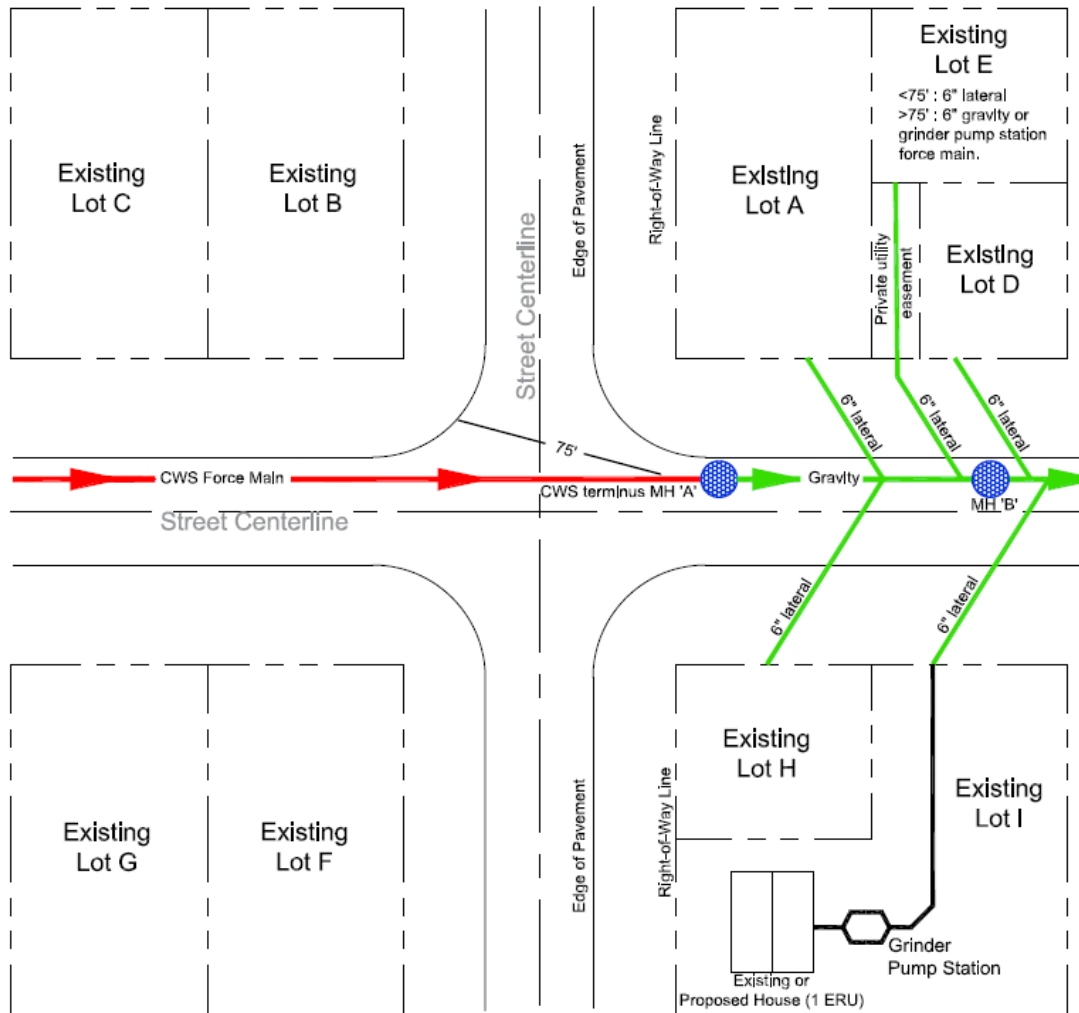 Existing
Lot C
Existing
Lot B
Street Centerline
Edge of Pavement
Right-of-Way Line
Existing
Lot A
Existing
Lot E
<75' : 6" lateral
>75' : 6" gravity or
grinder pump station
force main.
Private utility
easement
Existing
Lot D
6" lateral
6" lateral
6" lateral
75'
CWS Force Main
CWS terminus MH 'A'
Gravity
MH 'B'
Street Centerline
6" lateral
6" lateral
Existing
Lot G
Existing
Lot F
Edge of Pavement
Right-of-Way Line
Existing
Lot H
Existing
Lot I
Grinder
Pump Station
Existing or
Proposed House (1 ERU)